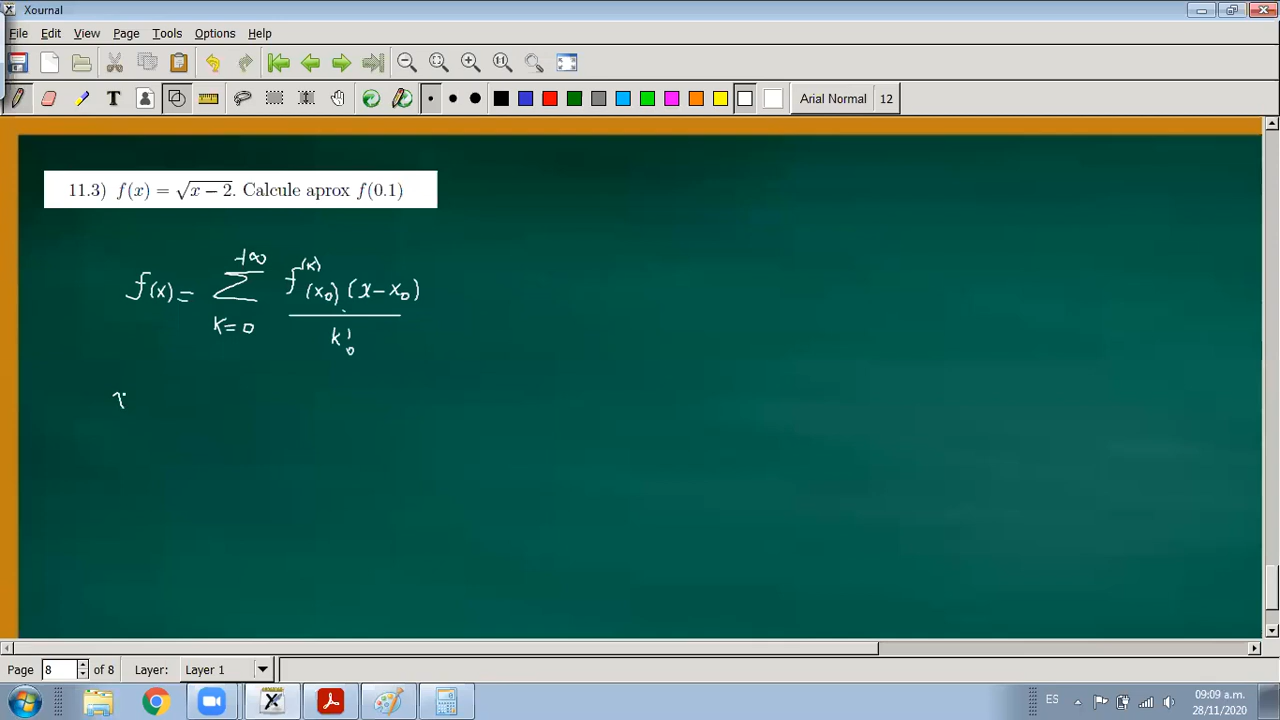 Xournal
File Edit View Page Tools Options Help
Arial Normal 12
11.3) f(x) = √(x − 2). Calcule aprox f(0.1)
f(x) = ∑_{k=0}^{+∞} f^{(k)}(x₀)(x − x₀) / k!
Page 8 of 8 Layer: Layer 1
ES 09:09 a.m.
28/11/2020